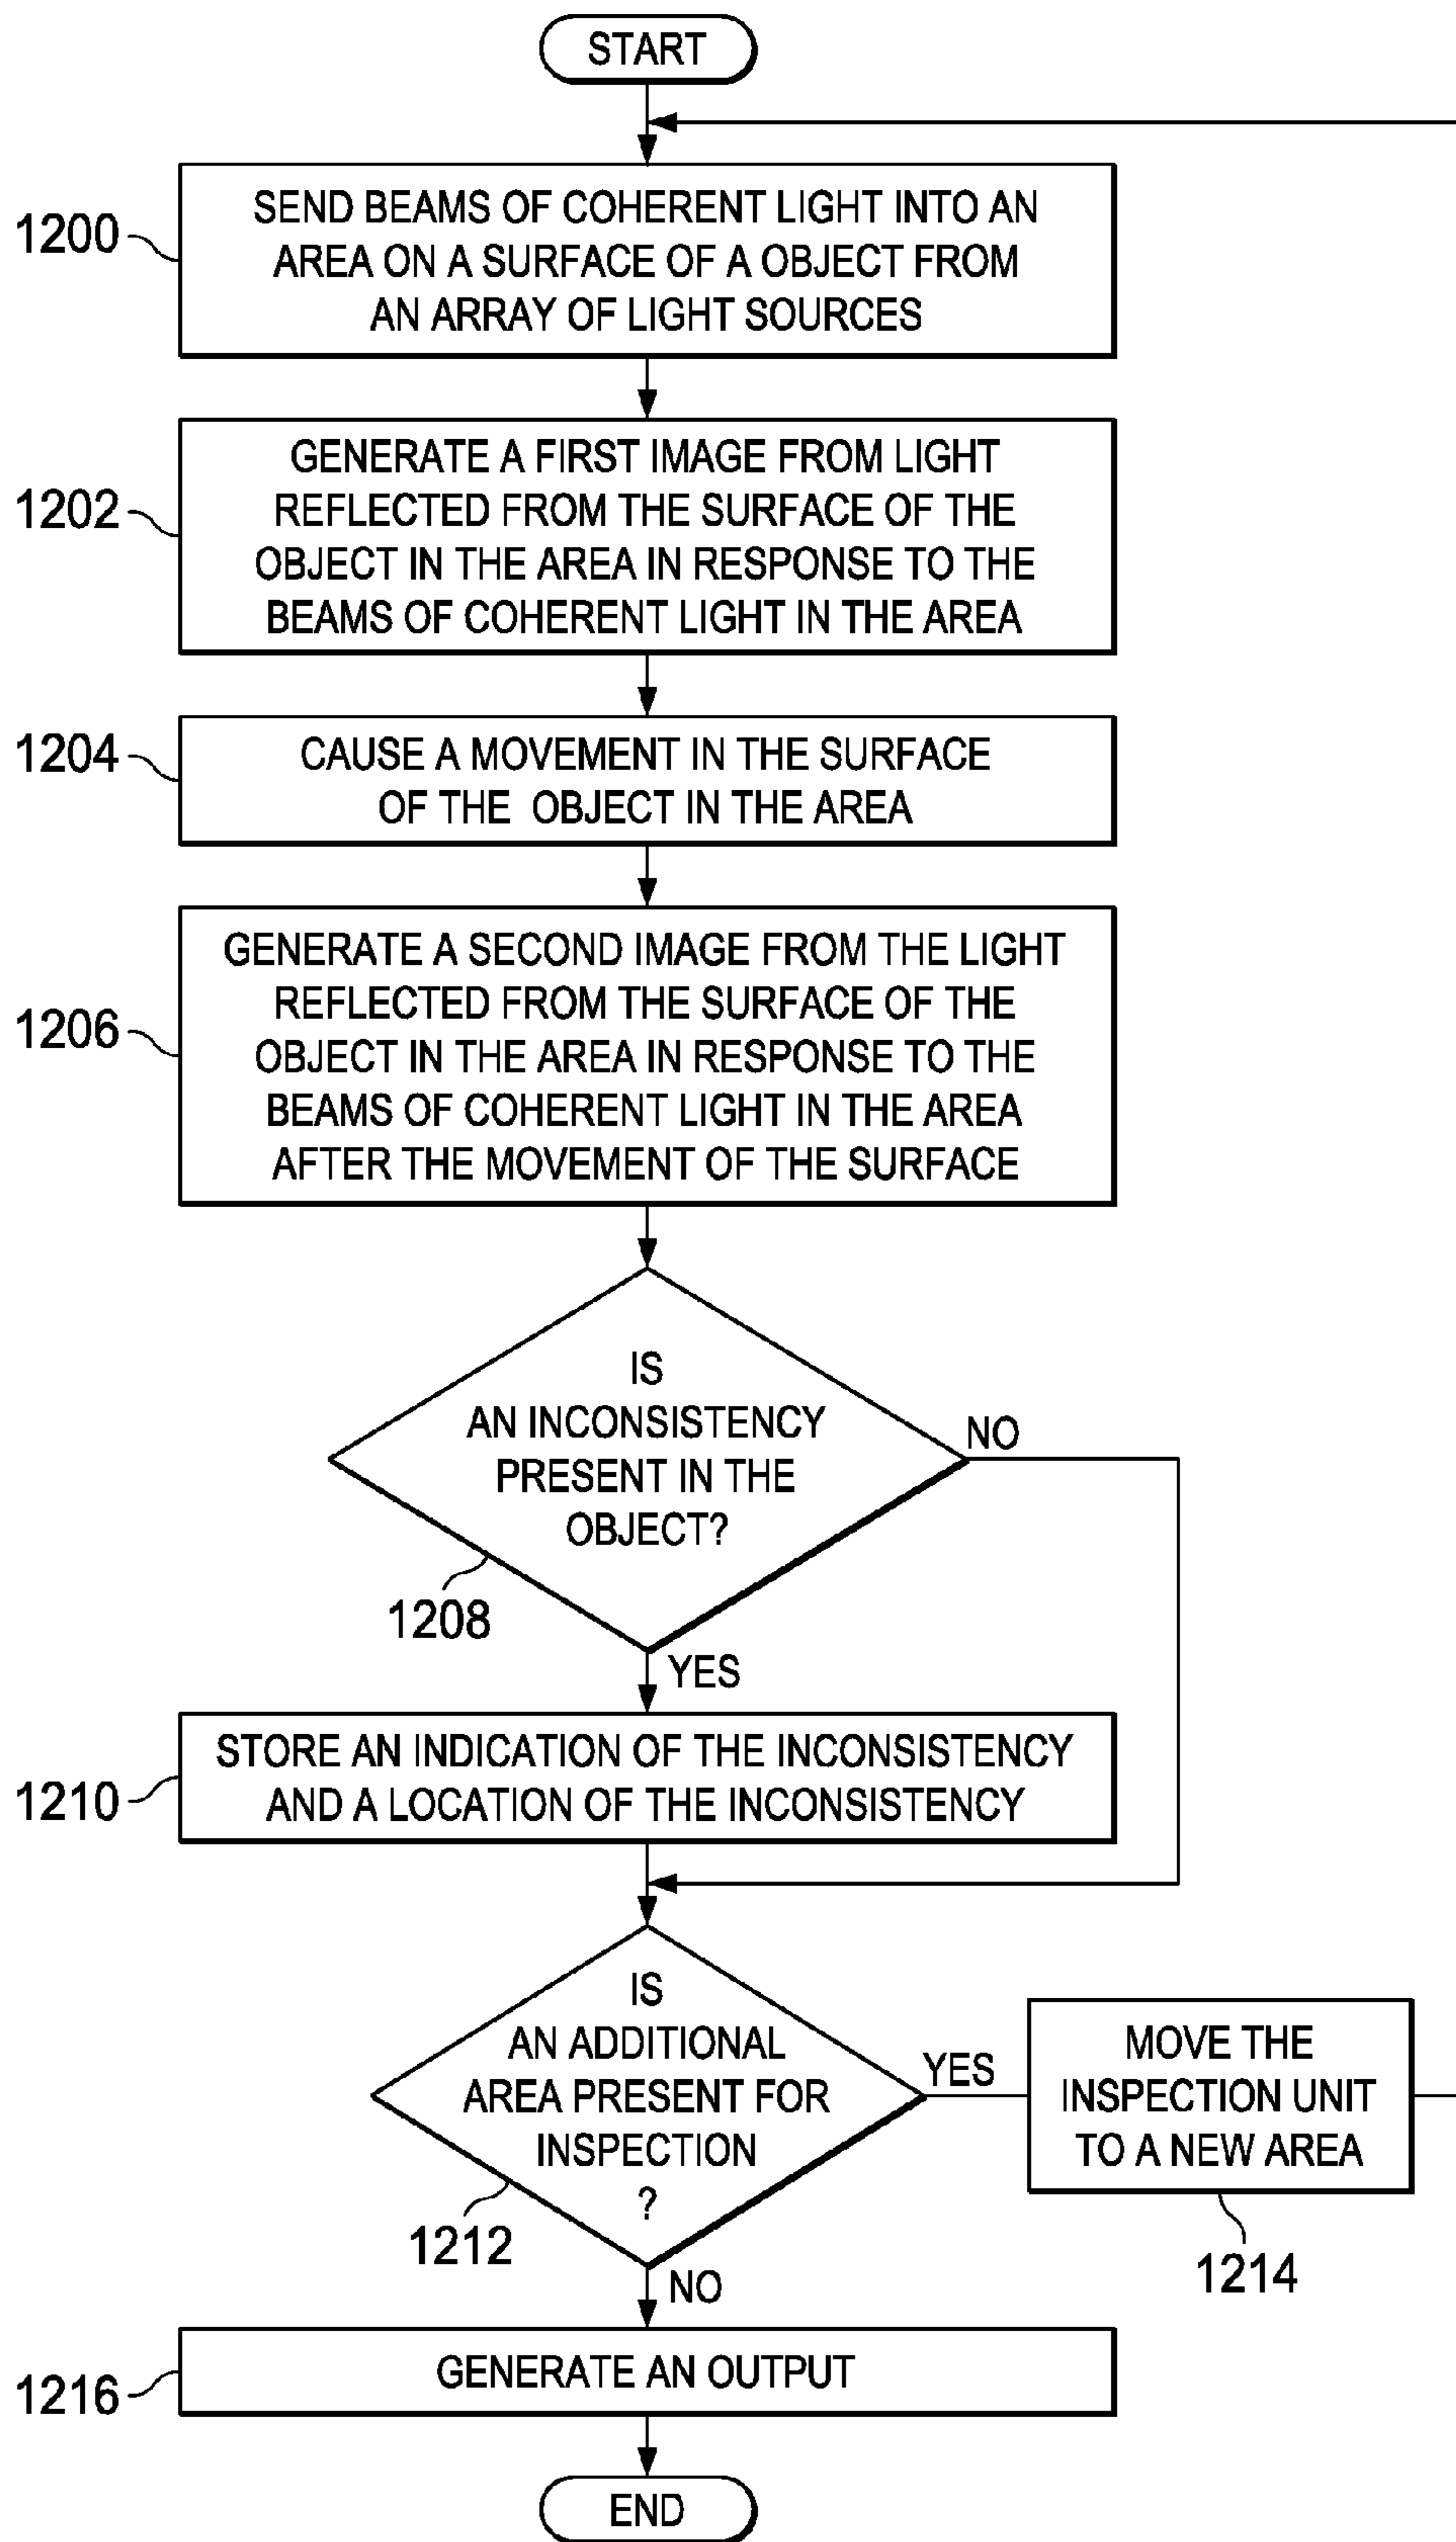 START
1200
SEND BEAMS OF COHERENT LIGHT INTO AN
AREA ON A SURFACE OF A OBJECT FROM
AN ARRAY OF LIGHT SOURCES
1202
GENERATE A FIRST IMAGE FROM LIGHT
REFLECTED FROM THE SURFACE OF THE
OBJECT IN THE AREA IN RESPONSE TO THE
BEAMS OF COHERENT LIGHT IN THE AREA
1204
CAUSE A MOVEMENT IN THE SURFACE
OF THE OBJECT IN THE AREA
1206
GENERATE A SECOND IMAGE FROM THE LIGHT
REFLECTED FROM THE SURFACE OF THE
OBJECT IN THE AREA IN RESPONSE TO THE
BEAMS OF COHERENT LIGHT IN THE AREA
AFTER THE MOVEMENT OF THE SURFACE
IS
AN INCONSISTENCY
PRESENT IN THE
OBJECT?
NO
1208
YES
1210
STORE AN INDICATION OF THE INCONSISTENCY
AND A LOCATION OF THE INCONSISTENCY
IS
AN ADDITIONAL
AREA PRESENT FOR
INSPECTION
?
YES
MOVE THE
INSPECTION UNIT
TO A NEW AREA
1212
1214
NO
1216
GENERATE AN OUTPUT
END